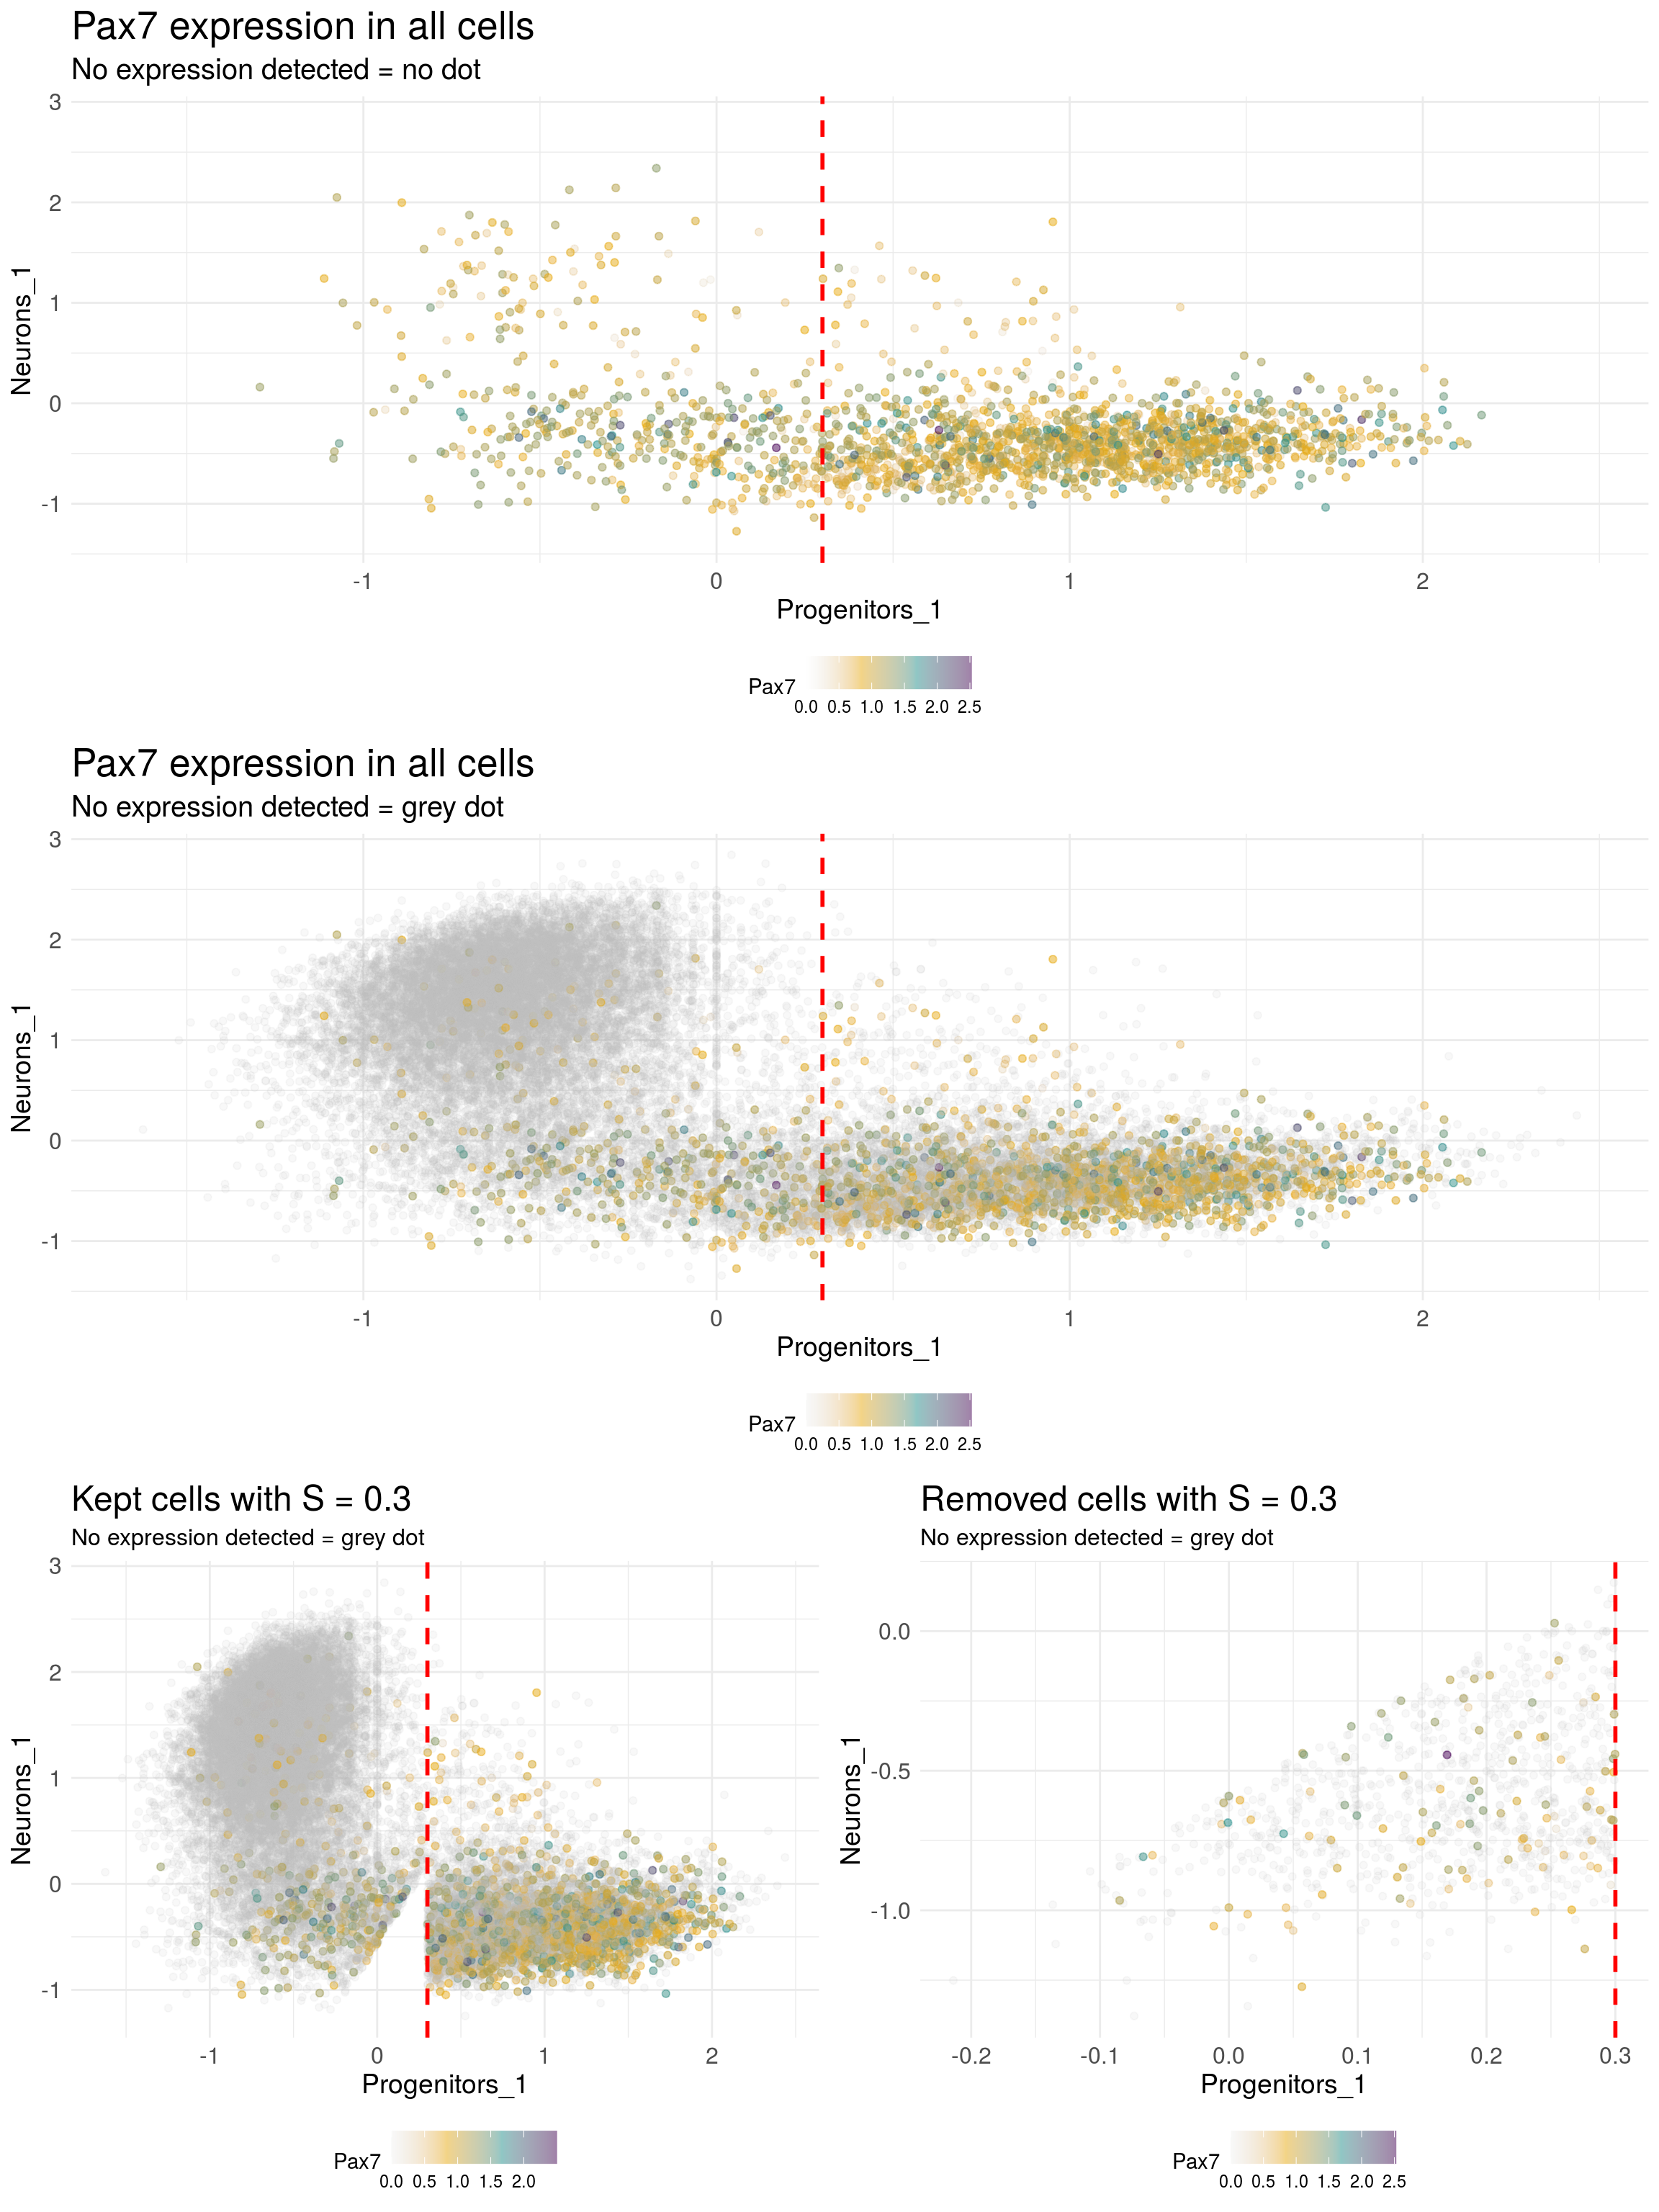 Pax7 expression in all cells
No expression detected = no dot
3
2
1
0
-1
Neurons_1
-1 0 1 2
Progenitors_1
Pax7
0.0 0.5 1.0 1.5 2.0 2.5
Pax7 expression in all cells
No expression detected = grey dot
3
2
1
0
-1
Neurons_1
-1 0 1 2
Progenitors_1
Pax7
0.0 0.5 1.0 1.5 2.0 2.5
Kept cells with S = 0.3
No expression detected = grey dot
3
2
1
0
-1
Neurons_1
-1 0 1 2
Progenitors_1
Pax7
0.0 0.5 1.0 1.5 2.0
Removed cells with S = 0.3
No expression detected = grey dot
0.0
-0.5
-1.0
Neurons_1
-0.2 -0.1 0.0 0.1 0.2 0.3
Progenitors_1
Pax7
0.0 0.5 1.0 1.5 2.0 2.5